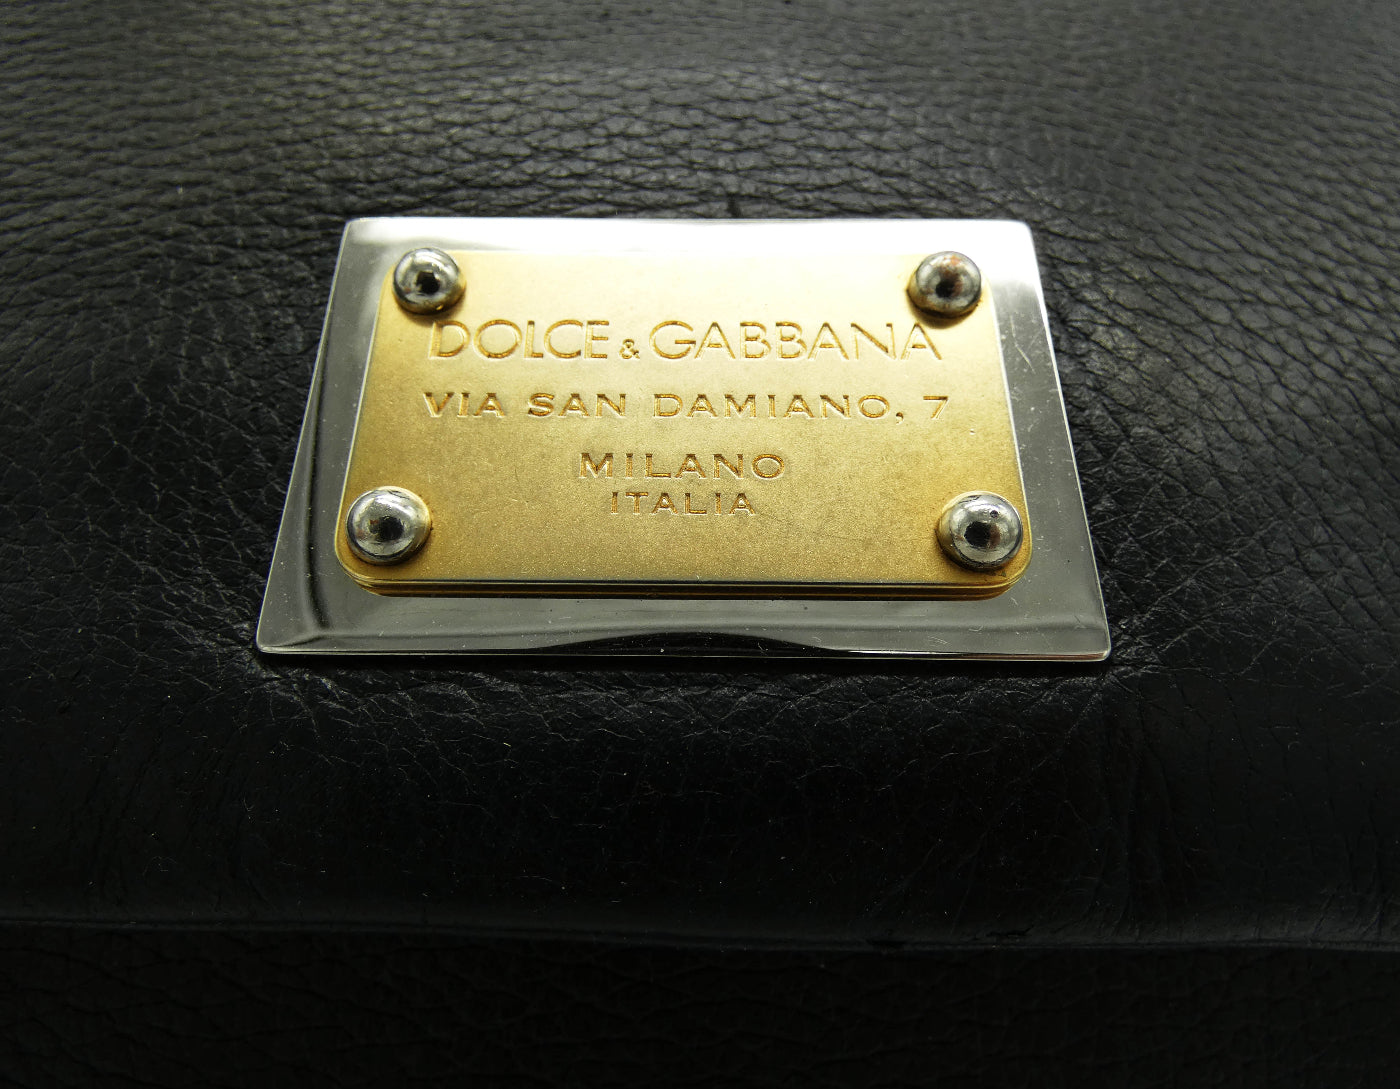 DOLCE & GABBANA
VIA SAN DAMIANO, 7
MILANO
ITALIA